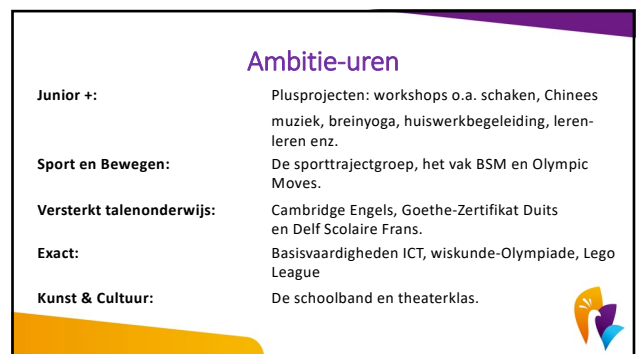 Ambitie-uren
Junior +: Plusprojecten: workshops o.a. schaken, Chinees
muziek, breinyoga, huiswerkbegeleiding, leren-
leren enz.
Sport en Bewegen: De sporttrajectgroep, het vak BSM en Olympic
Moves.
Versterkt talenonderwijs: Cambridge Engels, Goethe-Zertifikat Duits
en Delf Scolaire Frans.
Exact: Basisvaardigheden ICT, wiskunde-Olympiade, Lego
League
Kunst & Cultuur: De schoolband en theaterklas.